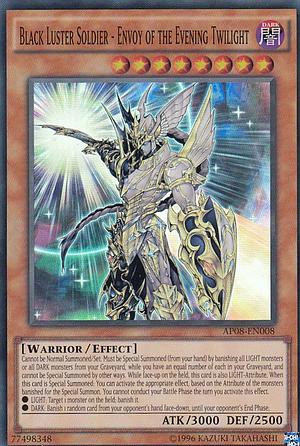 BLACK LUSTER SOLDIER - ENVOY OF THE EVENING TWILIGHT
DARK
闇
AP08-EN008
[WARRIOR / EFFECT]
Cannot be Normal Summoned/Set. Must be Special Summoned (from your hand) by banishing all LIGHT monsters
or all DARK monsters from your Graveyard, while you have an equal number of each in your Graveyard, and
cannot be Special Summoned by other ways. While face-up on the field, this card is also LIGHT-Attribute. When
this card is Special Summoned: You can activate the appropriate effect, based on the Attribute of the monsters
banished for the Special Summon. You cannot conduct your Battle Phase the turn you activate this effect.
● LIGHT: Target 1 monster on the field; banish it.
● DARK: Banish 1 random card from your opponent's hand face-down, until your opponent's End Phase.
ATK/3000 DEF/2500
77498348
©1996 KAZUKI TAKAHASHI